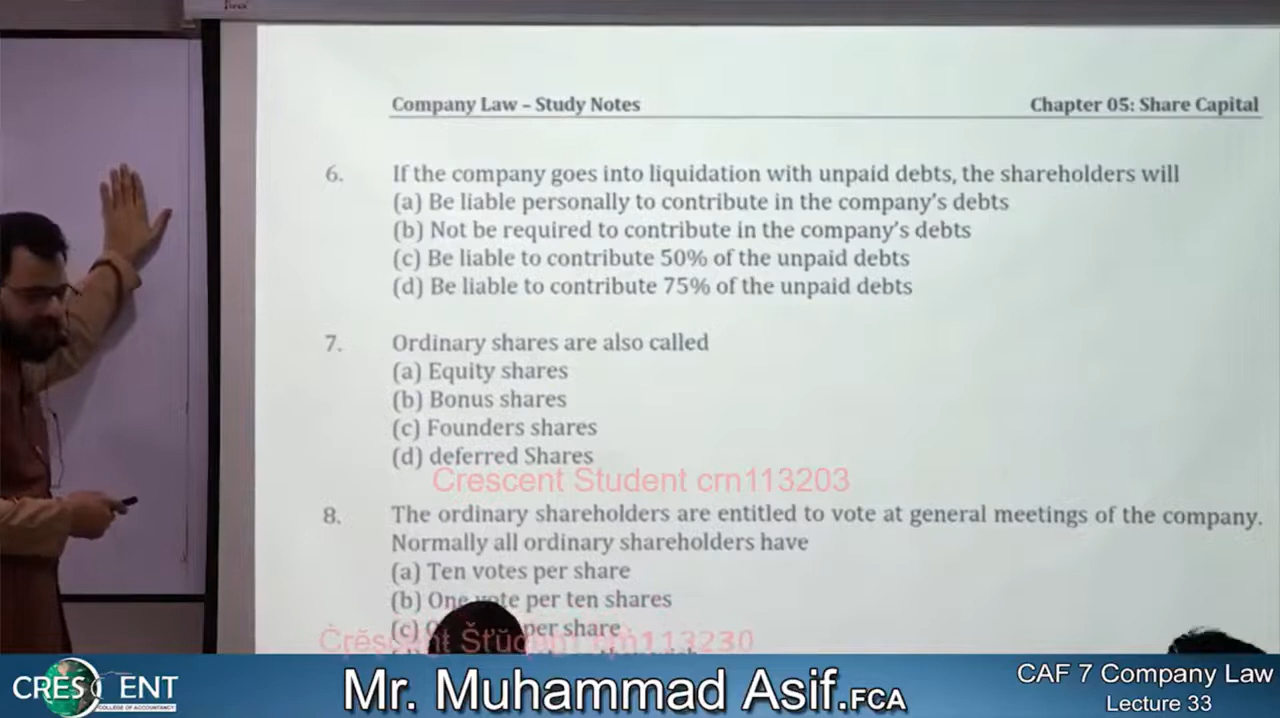 Company Law – Study Notes
Chapter 05: Share Capital
6. If the company goes into liquidation with unpaid debts, the shareholders will
(a) Be liable personally to contribute in the company's debts
(b) Not be required to contribute in the company's debts
(c) Be liable to contribute 50% of the unpaid debts
(d) Be liable to contribute 75% of the unpaid debts
7. Ordinary shares are also called
(a) Equity shares
(b) Bonus shares
(c) Founders shares
(d) deferred Shares
Crescent Student crn113203
8. The ordinary shareholders are entitled to vote at general meetings of the company.
Normally all ordinary shareholders have
(a) Ten votes per share
(b) One vote per ten shares
(c) per share
crn113230
CRESCENT
COLLEGE OF ACCOUNTANCY
Mr. Muhammad Asif.FCA
CAF 7 Company Law
Lecture 33